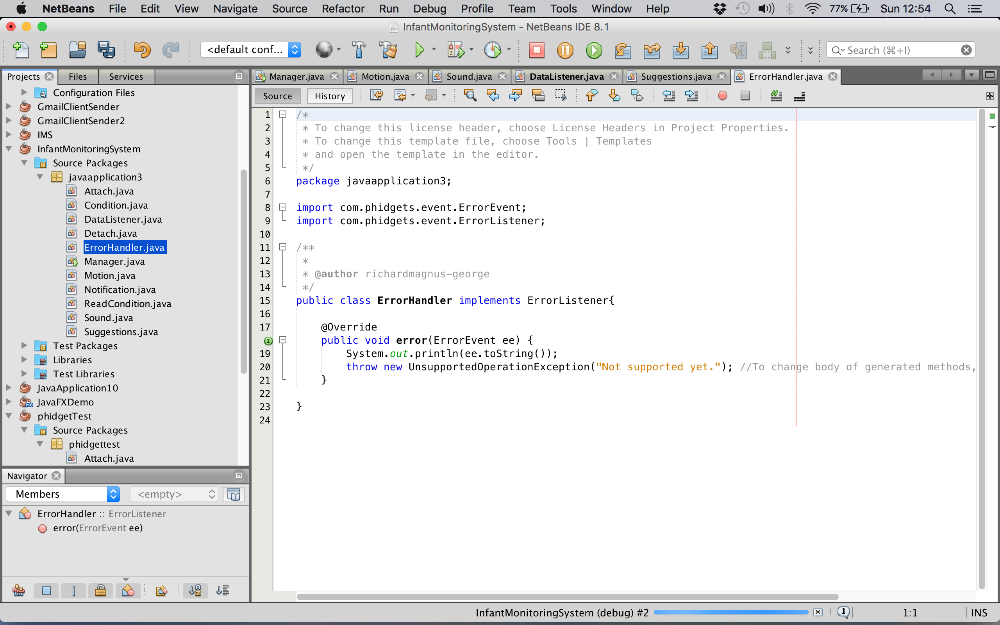 NetBeans File Edit View Navigate Source Refactor Run Debug Profile Team Tools Window Help 77% Sun 12:54
InfantMonitoringSystem - NetBeans IDE 8.1
<default conf... Search (⌘+I)
Projects Files Services
Configuration Files
GmailClientSender
GmailClientSender2
IMS
InfantMonitoringSystem
Source Packages
javaapplication3
Attach.java
Condition.java
DataListener.java
Detach.java
ErrorHandler.java
Manager.java
Motion.java
Notification.java
ReadCondition.java
Sound.java
Suggestions.java
Test Packages
Libraries
Test Libraries
JavaApplication10
JavaFXDemo
phidgetTest
Source Packages
phidgettest
Attach.java
Navigator
Members <empty>
ErrorHandler :: ErrorListener
error(ErrorEvent ee)
Manager.java Motion.java Sound.java DataListener.java Suggestions.java ErrorHandler.java
Source History
1 /*
2 * To change this license header, choose License Headers in Project Properties.
3 * To change this template file, choose Tools | Templates
4 * and open the template in the editor.
5 */
6 package javaapplication3;
7
8 import com.phidgets.event.ErrorEvent;
9 import com.phidgets.event.ErrorListener;
10
11 /**
12 *
13 * @author richardmagnus-george
14 */
15 public class ErrorHandler implements ErrorListener{
16
17 @Override
public void error(ErrorEvent ee) {
19 System.out.println(ee.toString());
20 throw new UnsupportedOperationException("Not supported yet."); //To change body of generated methods,
21 }
22
23 }
24
InfantMonitoringSystem (debug) #2 1 1:1 INS